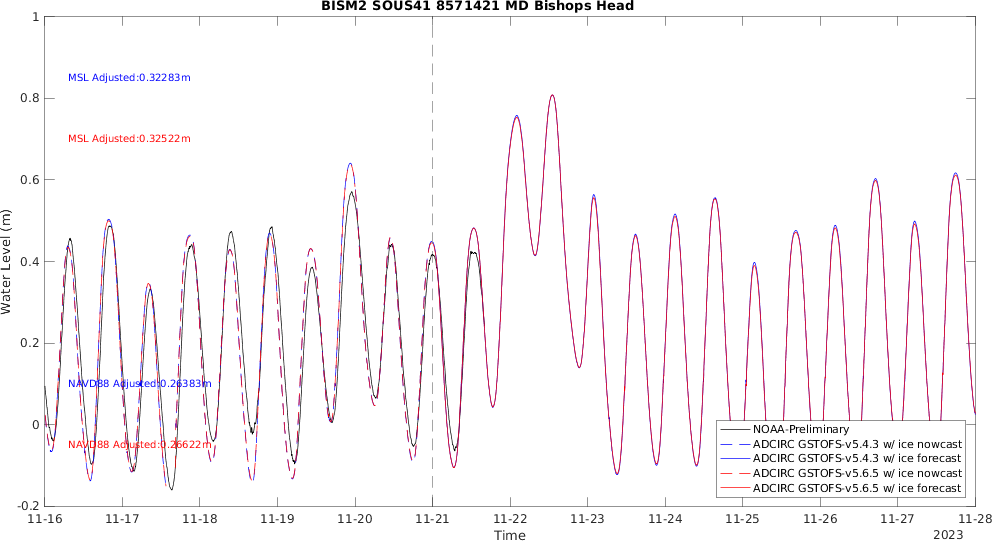 BISM2 SOUS41 8571421 MD Bishops Head
1
MSL Adjusted:0.32283m
0.8
MSL Adjusted:0.32522m
0.6
0.4
0.2
NAVD88 Adjusted:0.26383m
0
NAVD88 Adjusted:0.26622m
-0.2
Water Level (m)
NOAA-Preliminary
ADCIRC GSTOFS-v5.4.3 w/ ice nowcast
ADCIRC GSTOFS-v5.4.3 w/ ice forecast
ADCIRC GSTOFS-v5.6.5 w/ ice nowcast
ADCIRC GSTOFS-v5.6.5 w/ ice forecast
11-16 11-17 11-18 11-19 11-20 11-21 11-22 11-23 11-24 11-25 11-26 11-27 11-28
Time
2023